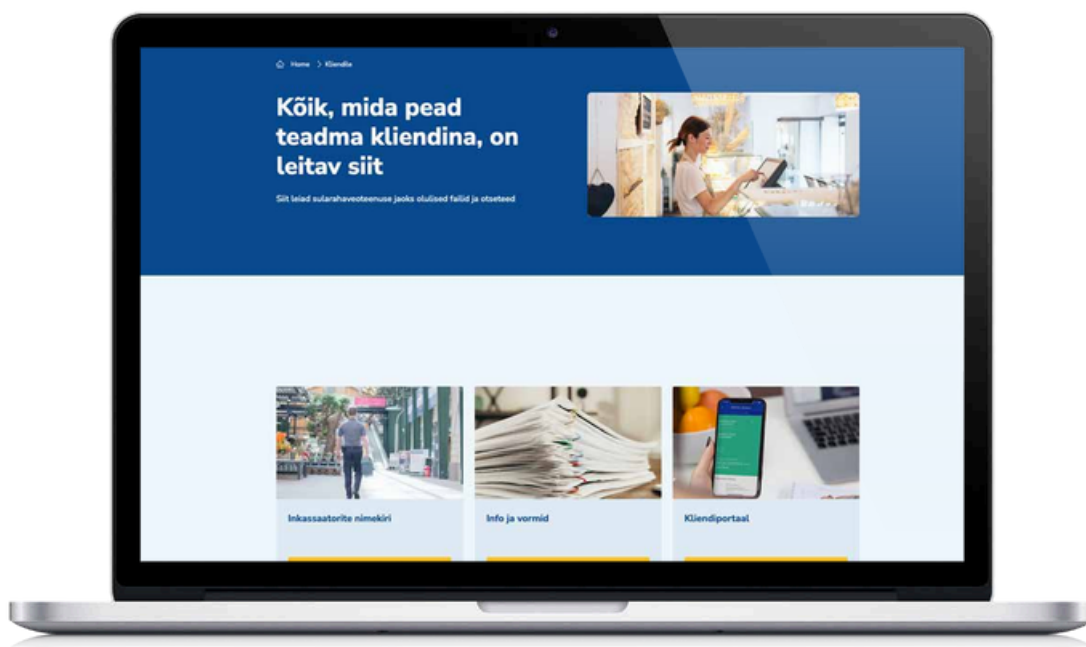 Home > Kliendile
Kõik, mida pead
teadma kliendina, on
leitav siit
Siit leiad sularahaveoteenuse jaoks olulised failid ja otseteed
Inkassaatorite nimekiri
Info ja vormid
Kliendiportaal